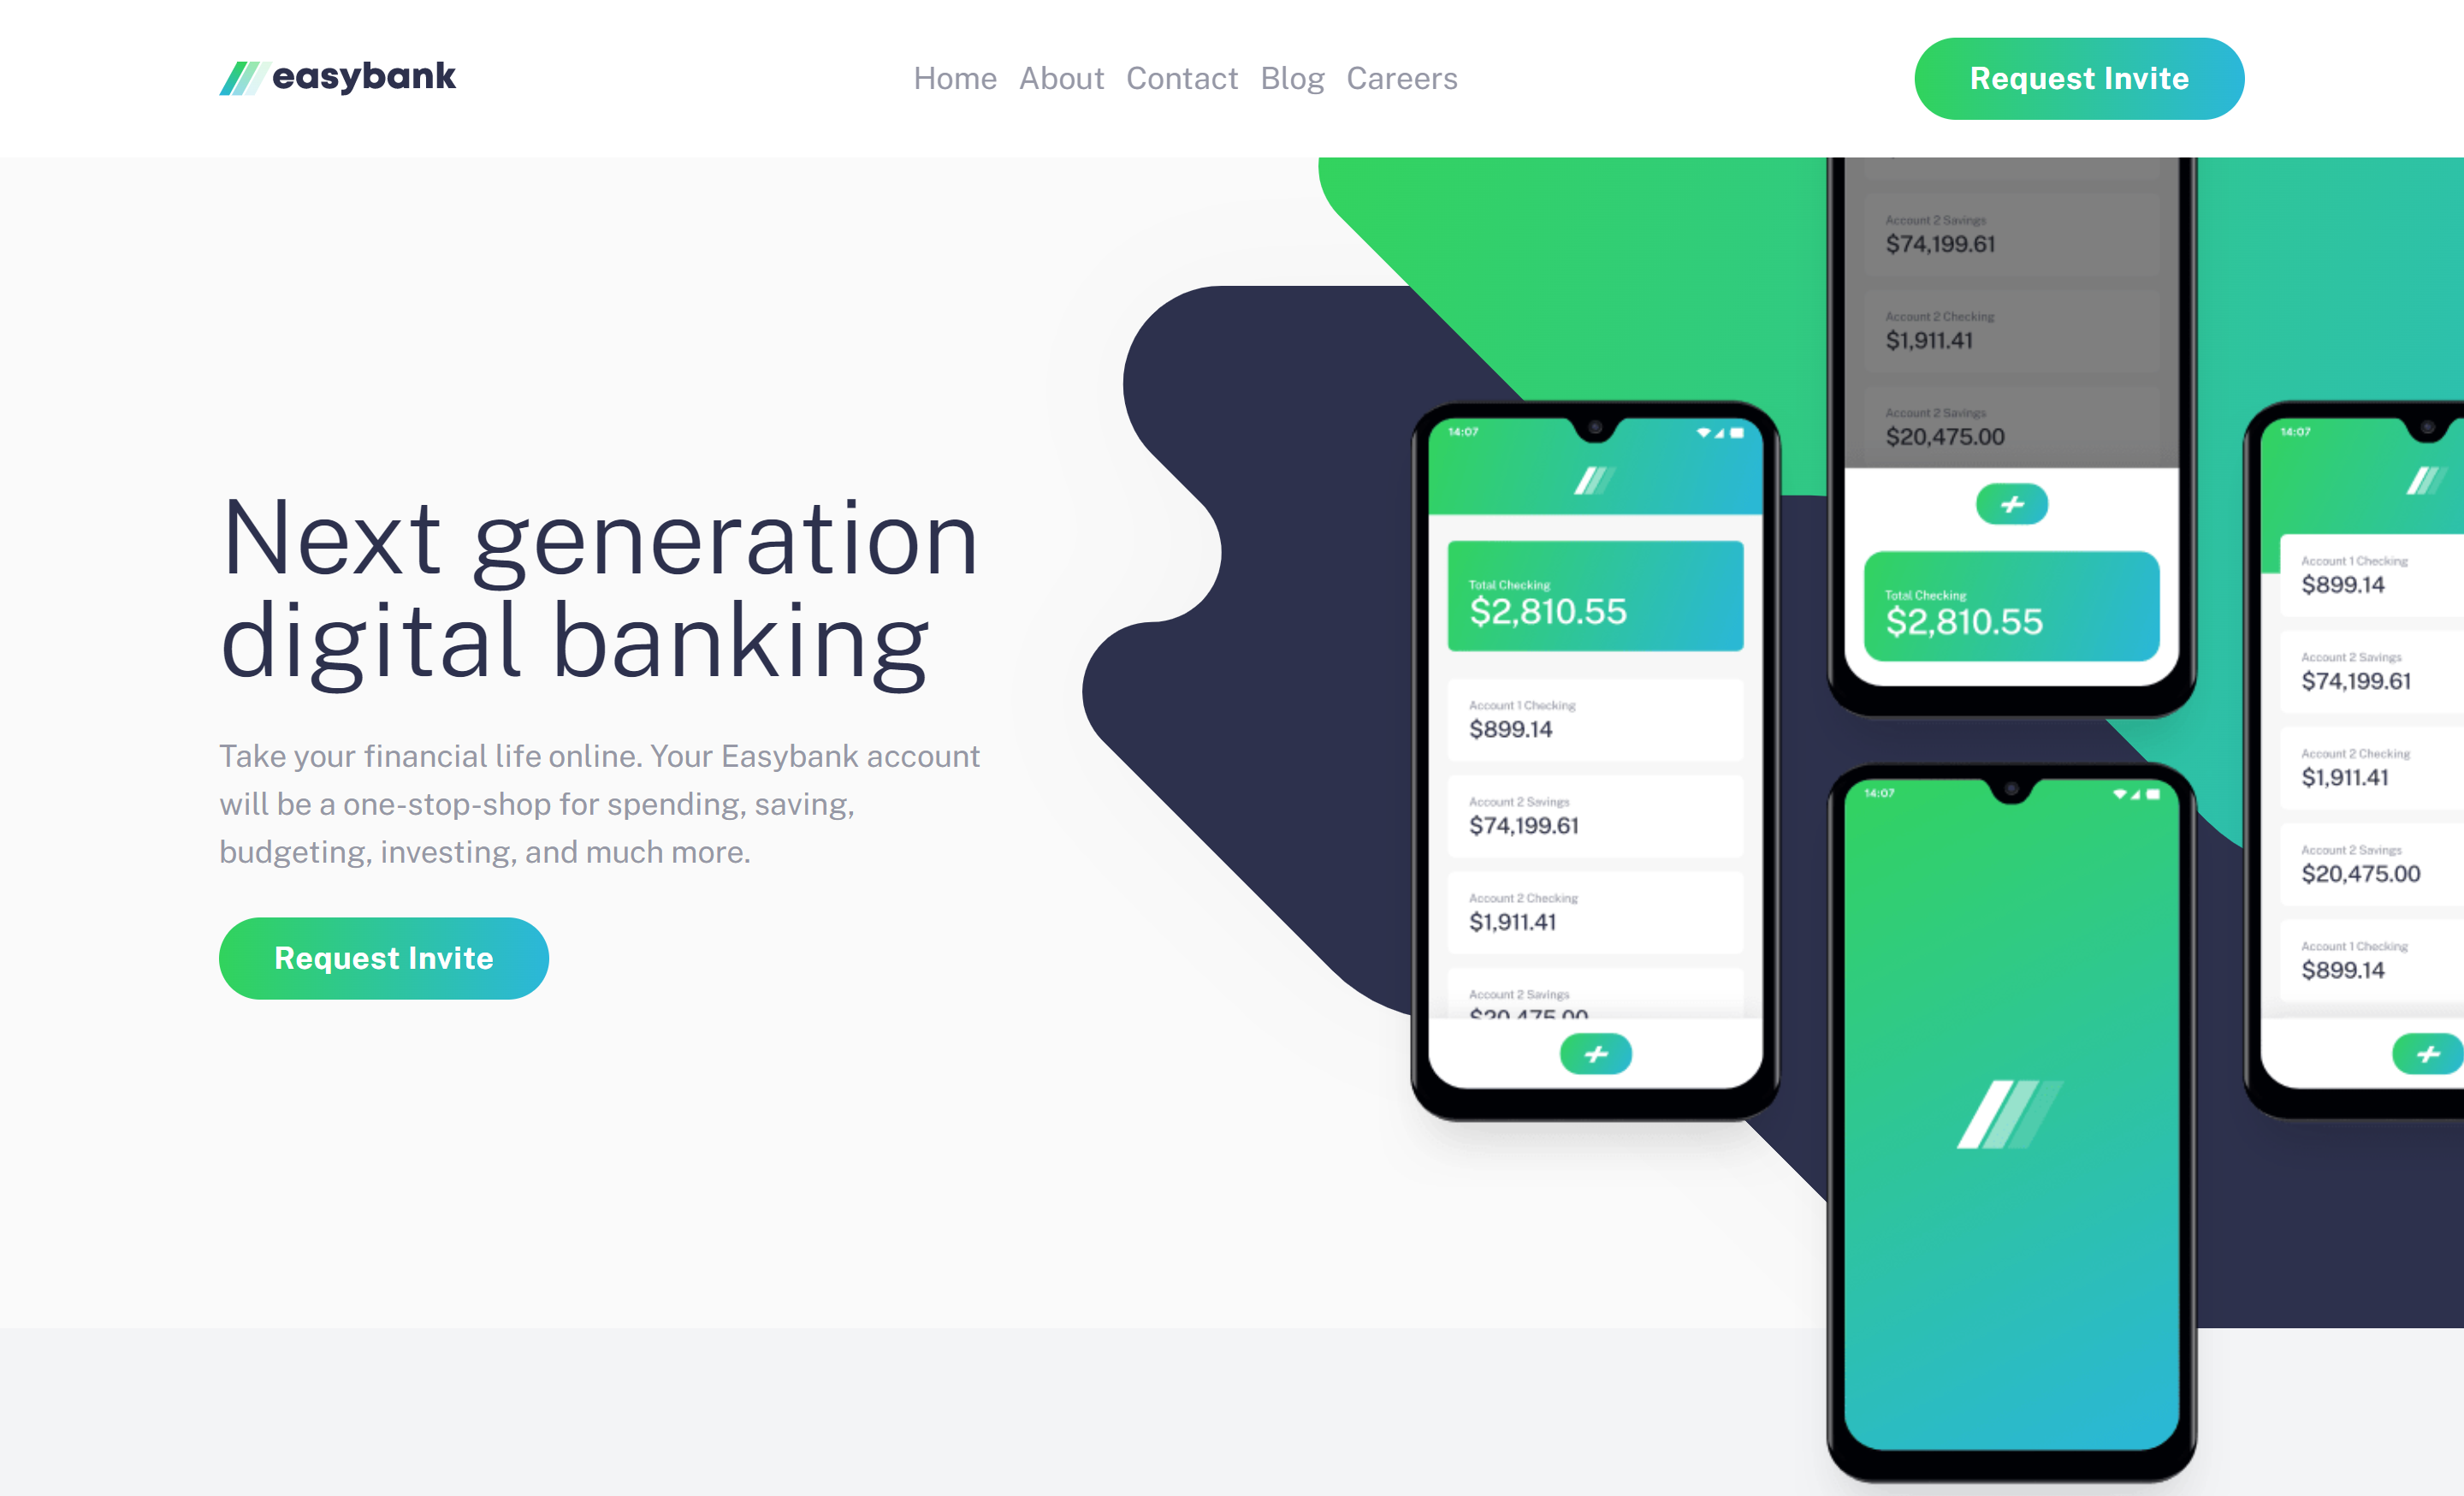 easybank
Home About Contact Blog Careers
Request Invite
Next generation
digital banking
Take your financial life online. Your Easybank account
will be a one-stop-shop for spending, saving,
budgeting, investing, and much more.
Request Invite
14:07
Total Checking
$2,810.55
Account 1 Checking
$899.14
Account 2 Savings
$74,199.61
Account 2 Checking
$1,911.41
Account 2 Savings
$20,475.00
Account 2 Savings
$74,199.61
Account 2 Checking
$1,911.41
Account 2 Savings
$20,475.00
Total Checking
$2,810.55
14:07
14:07
Account 1 Checking
$899.14
Account 2 Savings
$74,199.61
Account 2 Checking
$1,911.41
Account 2 Savings
$20,475.00
Account 1 Checking
$899.14